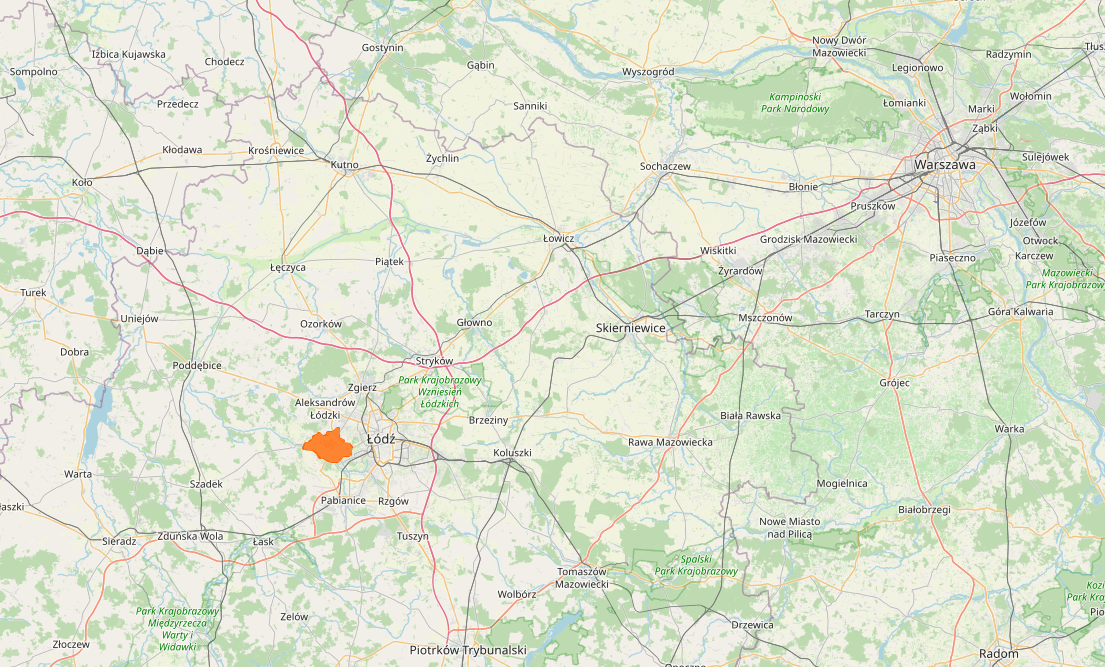 Gostynin
Izbica Kujawska
Chodecz
Sompolno
Gąbin
Wyszogród
Nowy Dwór
Mazowiecki
Legionowo
Radzymin
Przedecz
Sanniki
Kampinoski
Park Narodowy
Łomianki
Marki
Wołomin
Ząbki
Kłodawa
Krośniewice
Kutno
Żychlin
Sochaczew
Warszawa
Sulejówek
Koło
Błonie
Pruszków
Józefów
Łowicz
Grodzisk Mazowiecki
Otwock
Dąbie
Wiskitki
Piaseczno
Karczew
Łęczyca
Piątek
Żyrardów
Mazowiecki
Park Krajobrazowy
Turek
Uniejów
Ozorków
Głowno
Skierniewice
Mszczonów
Tarczyn
Góra Kalwaria
Dobra
Poddębice
Stryków
Zgierz
Park Krajobrazowy
Wzniesień
Łódzkich
Grójec
Aleksandrów
Łódzki
Brzeziny
Biała Rawska
Warka
Łódź
Rawa Mazowiecka
Koluszki
Warta
Szadek
Mogielnica
Pabianice
Rzgów
Białobrzegi
Nowe Miasto
nad Pilicą
Sieradz
Zduńska Wola
Łask
Tuszyn
Spalski
Park Krajobrazowy
Tomaszów
Mazowiecki
Wolbórz
Park Krajobrazowy
Międzyrzecza
Warty i
Widawki
Zelów
Drzewica
Złoczew
Piotrków Trybunalski
Radom